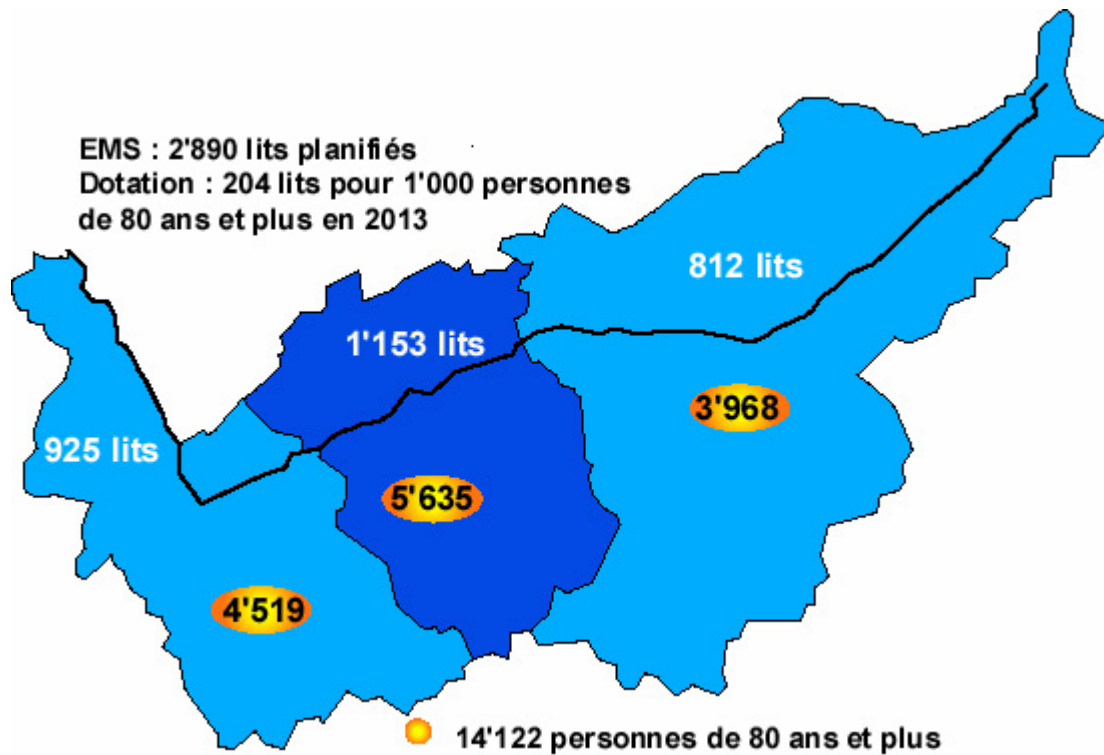 EMS : 2'890 lits planifiés
Dotation : 204 lits pour 1'000 personnes
de 80 ans et plus en 2013
812 lits
1'153 lits
3'968
925 lits
5'635
4'519
14'122 personnes de 80 ans et plus